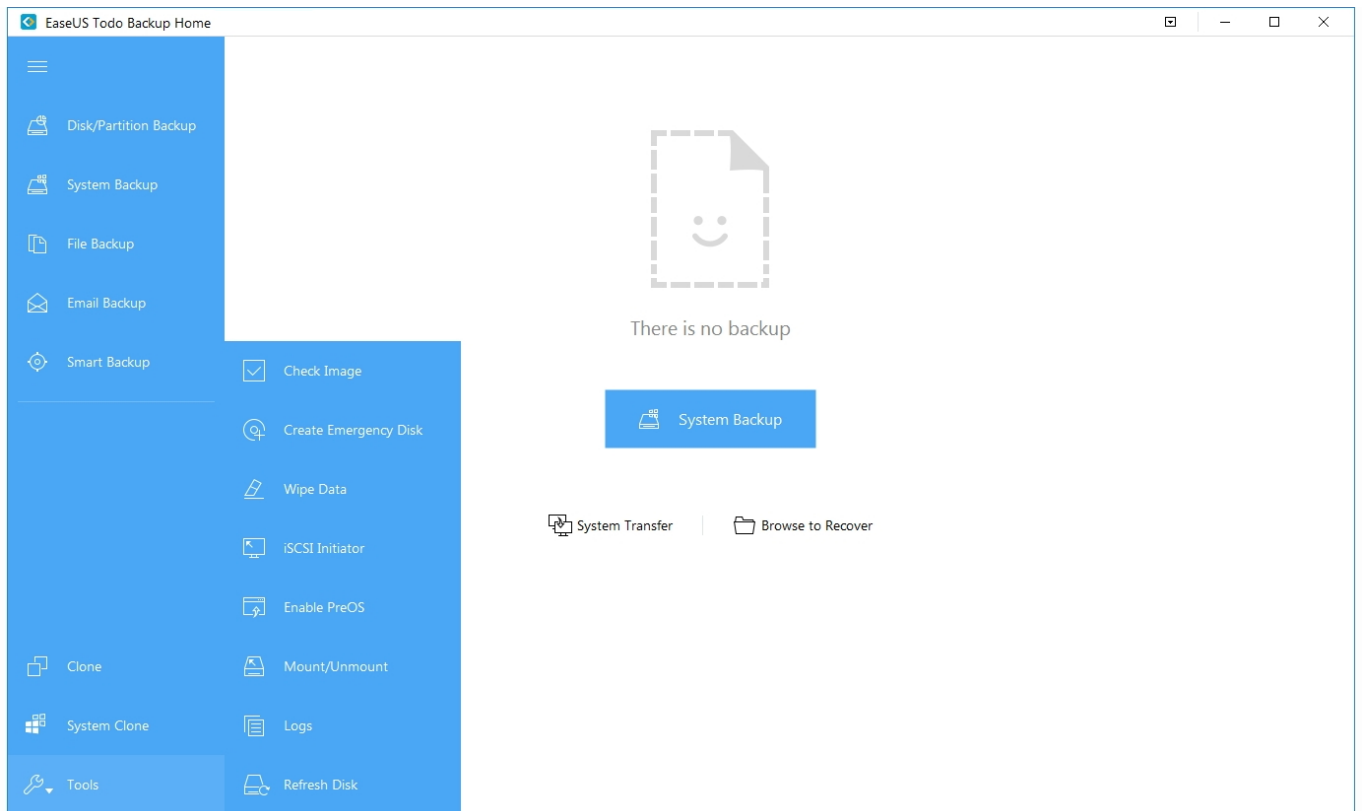 EaseUS Todo Backup Home
Disk/Partition Backup
System Backup
File Backup
Email Backup
Smart Backup
Clone
System Clone
Tools
Check Image
Create Emergency Disk
Wipe Data
iSCSI Initiator
Enable PreOS
Mount/Unmount
Logs
Refresh Disk
There is no backup
System Backup
System Transfer
Browse to Recover